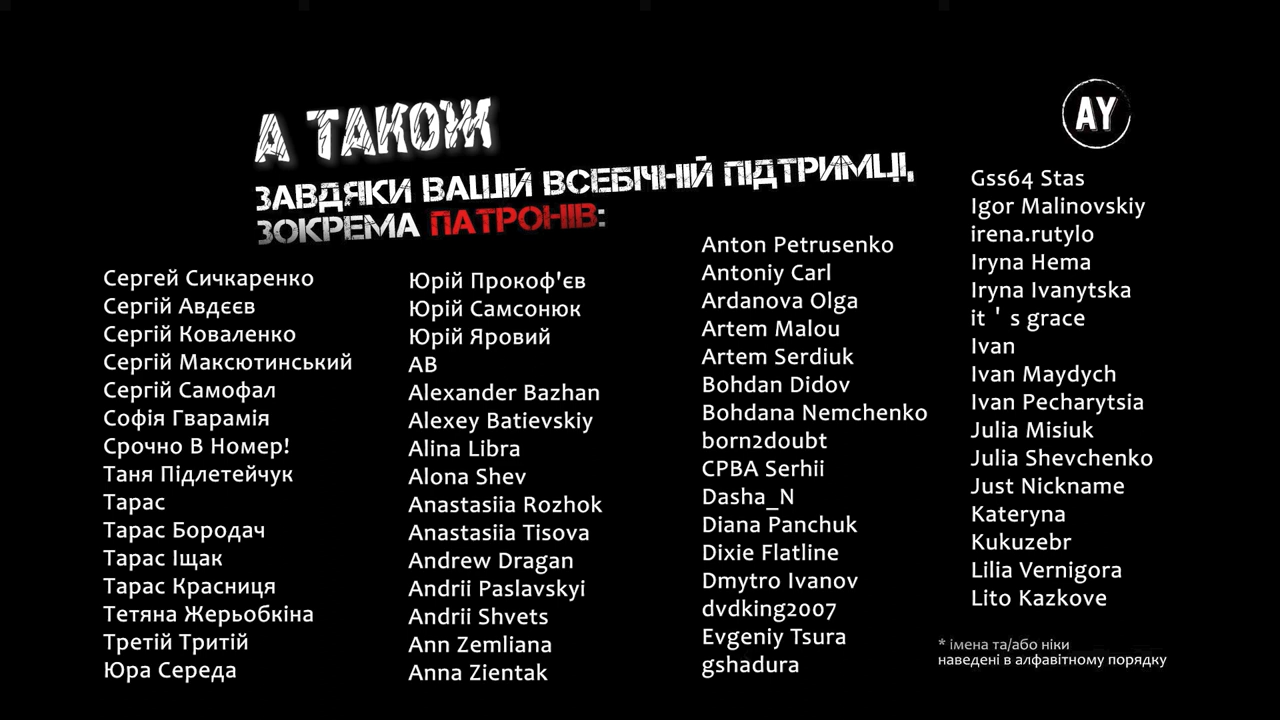 А ТАКОЖ
ЗАВДЯКИ ВАШІЙ ВСЕБІЧНІЙ ПІДТРИМЦІ,
ЗОКРЕМА ПАТРОНІВ:
Сергей Сичкаренко
Сергій Авдєєв
Сергій Коваленко
Сергій Максютинський
Сергій Самофал
Софія Гварамія
Срочно В Номер!
Таня Підлетейчук
Тарас
Тарас Бородач
Тарас Іщак
Тарас Красниця
Тетяна Жерьобкіна
Третій Тритій
Юра Середа
Юрій Прокоф'єв
Юрій Самсонюк
Юрій Яровий
AB
Alexander Bazhan
Alexey Batievskiy
Alina Libra
Alona Shev
Anastasiia Rozhok
Anastasiia Tisova
Andrew Dragan
Andrii Paslavskyi
Andrii Shvets
Ann Zemliana
Anna Zientak
Anton Petrusenko
Antoniy Carl
Ardanova Olga
Artem Malou
Artem Serdiuk
Bohdan Didov
Bohdana Nemchenko
born2doubt
CPBA Serhii
Dasha_N
Diana Panchuk
Dixie Flatline
Dmytro Ivanov
dvdking2007
Evgeniy Tsura
gshadura
АУ
Gss64 Stas
Igor Malinovskiy
irena.rutylo
Iryna Hema
Iryna Ivanytska
it ' s grace
Ivan
Ivan Maydych
Ivan Pecharytsia
Julia Misiuk
Julia Shevchenko
Just Nickname
Kateryna
Kukuzebr
Lilia Vernigora
Lito Kazkove
* імена та/або ніки
наведені в алфавітному порядку